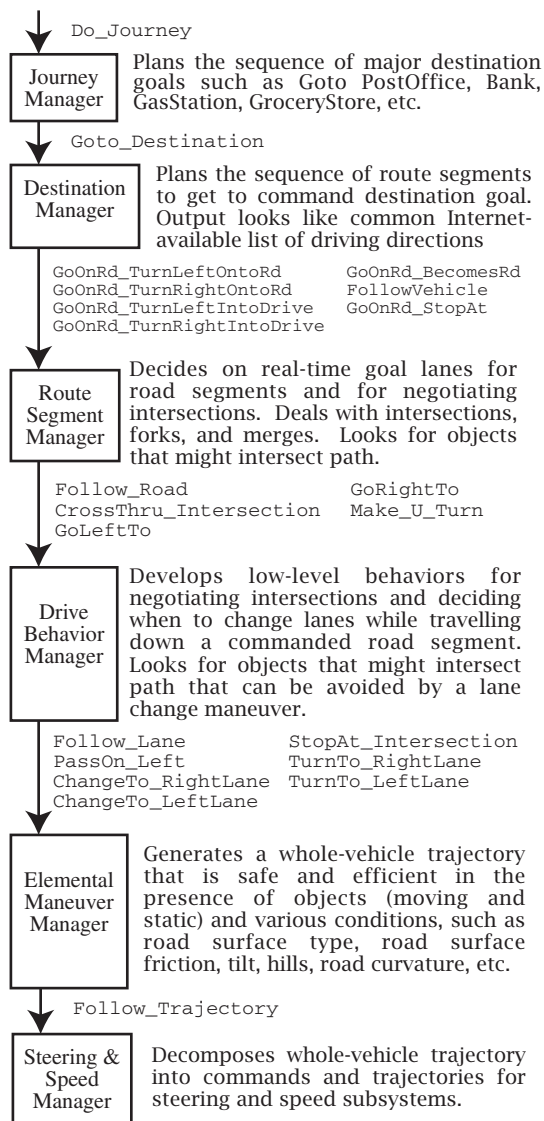 Do_Journey
Journey
Manager
Plans the sequence of major destination
goals such as Goto PostOffice, Bank,
GasStation, GroceryStore, etc.
Goto_Destination
Destination
Manager
Plans the sequence of route segments
to get to command destination goal.
Output looks like common Internet-
available list of driving directions
GoOnRd_TurnLeftOntoRd GoOnRd_BecomesRd
GoOnRd_TurnRightOntoRd FollowVehicle
GoOnRd_TurnLeftIntoDrive GoOnRd_StopAt
GoOnRd_TurnRightIntoDrive
Route
Segment
Manager
Decides on real-time goal lanes for
road segments and for negotiating
intersections. Deals with intersections,
forks, and merges. Looks for objects
that might intersect path.
Follow_Road GoRightTo
CrossThru_Intersection Make_U_Turn
GoLeftTo
Drive
Behavior
Manager
Develops low-level behaviors for
negotiating intersections and deciding
when to change lanes while travelling
down a commanded road segment.
Looks for objects that might intersect
path that can be avoided by a lane
change maneuver.
Follow_Lane StopAt_Intersection
PassOn_Left TurnTo_RightLane
ChangeTo_RightLane TurnTo_LeftLane
ChangeTo_LeftLane
Elemental
Maneuver
Manager
Generates a whole-vehicle trajectory
that is safe and efficient in the
presence of objects (moving and
static) and various conditions, such as
road surface type, road surface
friction, tilt, hills, road curvature, etc.
Follow_Trajectory
Steering &
Speed
Manager
Decomposes whole-vehicle trajectory
into commands and trajectories for
steering and speed subsystems.